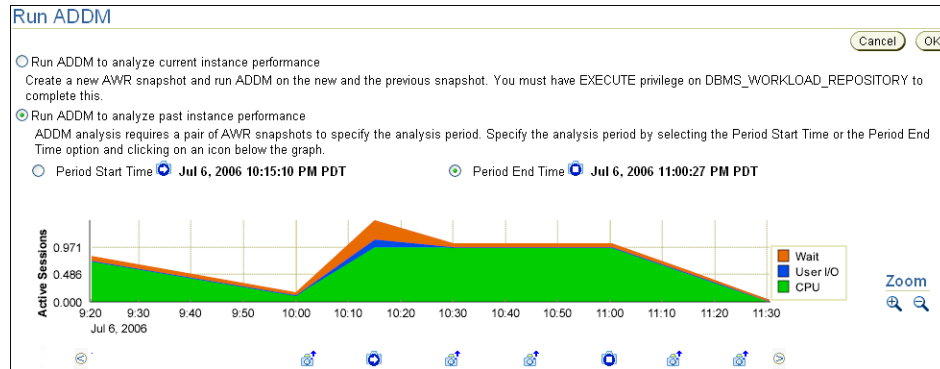 Run ADDM
Cancel OK
Run ADDM to analyze current instance performance
Create a new AWR snapshot and run ADDM on the new and the previous snapshot. You must have EXECUTE privilege on DBMS_WORKLOAD_REPOSITORY to
complete this.
Run ADDM to analyze past instance performance
ADDM analysis requires a pair of AWR snapshots to specify the analysis period. Specify the analysis period by selecting the Period Start Time or the Period End
Time option and clicking on an icon below the graph.
Period Start Time Jul 6, 2006 10:15:10 PM PDT Period End Time Jul 6, 2006 11:00:27 PM PDT
Active Sessions
0.971
0.486
0.000
9:20 9:30 9:40 9:50 10:00 10:10 10:20 10:30 10:40 10:50 11:00 11:10 11:20 11:30
Jul 6, 2006
Wait
User I/O
CPU
Zoom